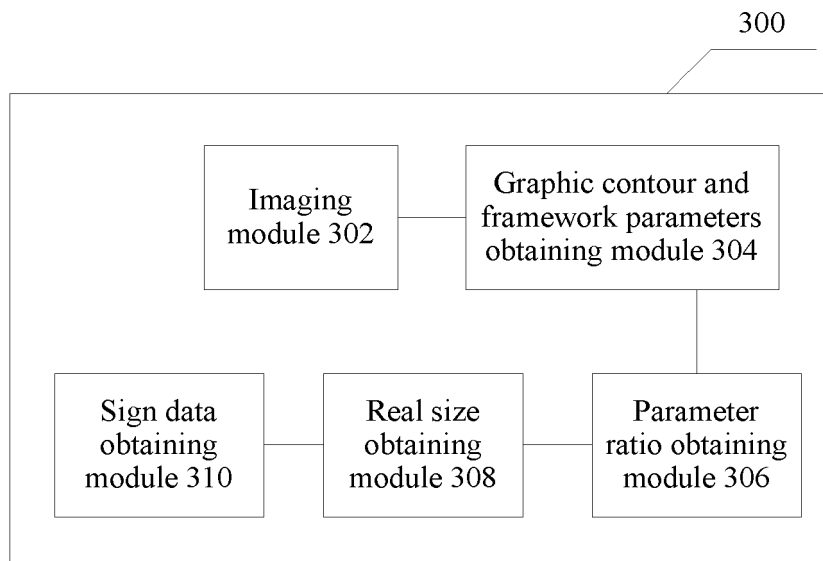 300
Imaging
module 302
Graphic contour and
framework parameters
obtaining module 304
Sign data
obtaining
module 310
Real size
obtaining
module 308
Parameter
ratio obtaining
module 306